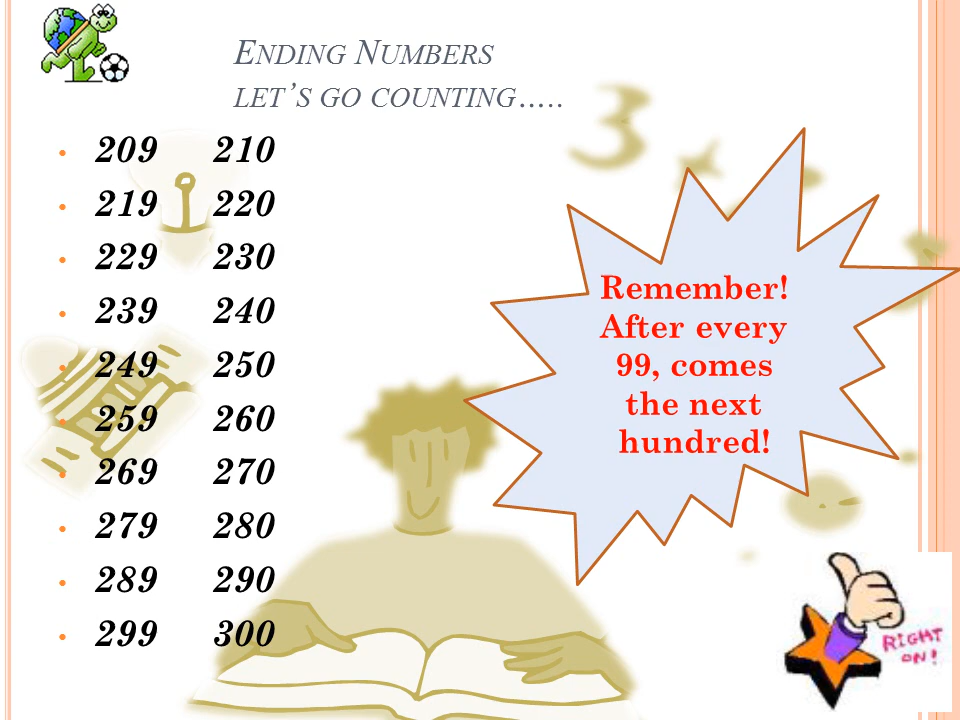 ENDING NUMBERS
LET'S GO COUNTING.....
• 209 210
• 219 220
• 229 230
• 239 240
• 249 250
• 259 260
• 269 270
• 279 280
• 289 290
• 299 300
Remember!
After every
99, comes
the next
hundred!
RIGHT
ON!
3